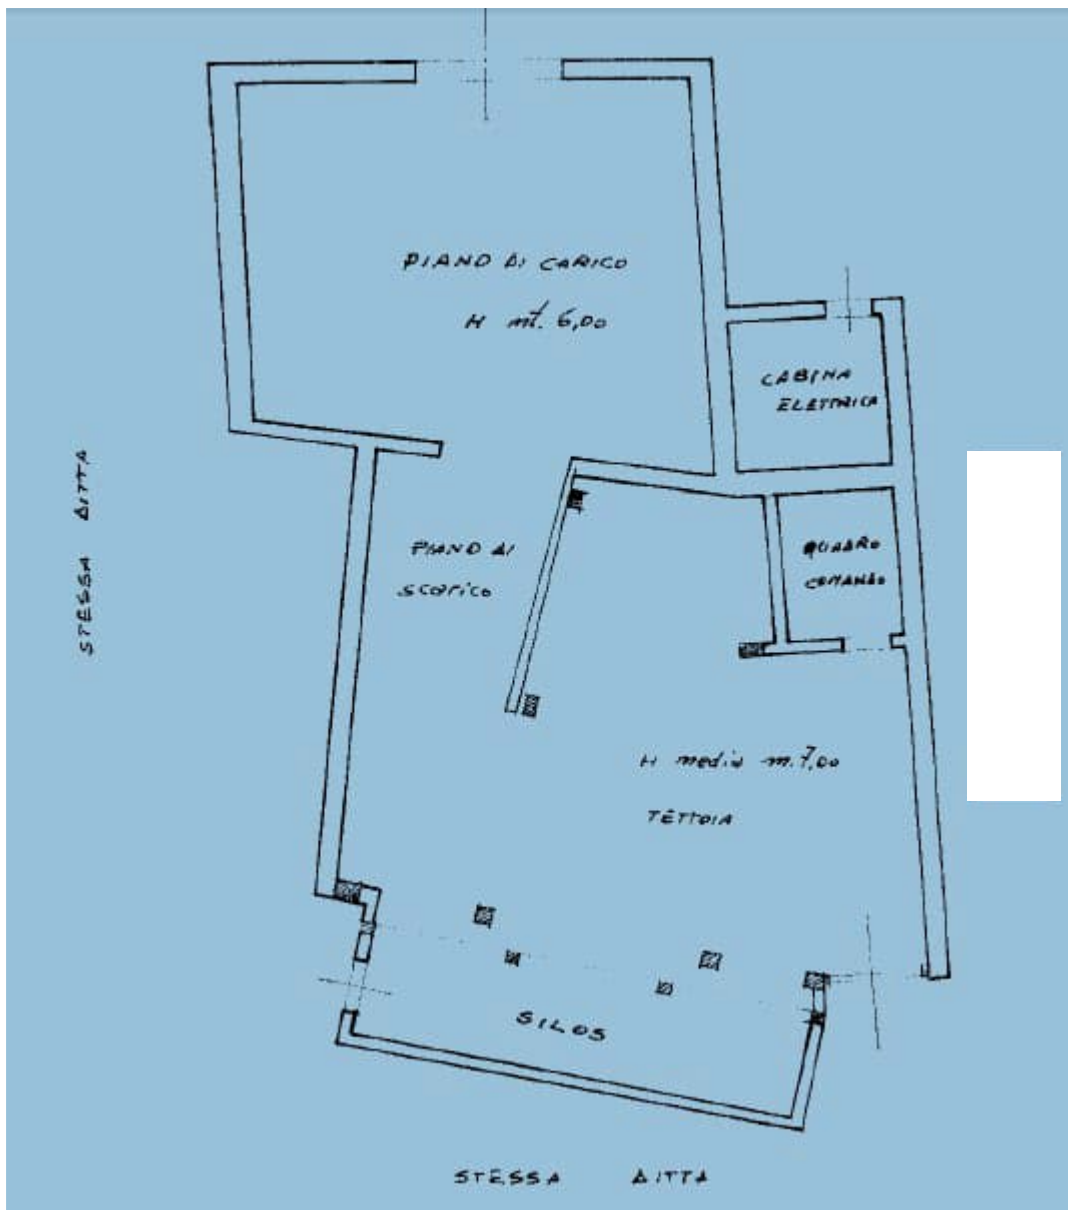 PIANO DI CARICO
H mt. 6,00
CABINA
ELETTRICA
STESSA DITTA
PIANO DI
SCARICO
QUADRO
COMANDO
H media m. 7,00
TETTOIA
SILOS
STESSA DITTA